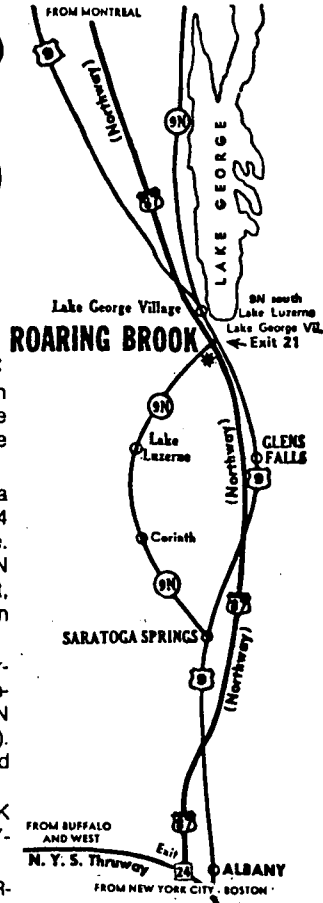 FROM MONTREAL
9
(Northway)
9N
87
LAKE GEORGE
Lake George Village
9N south
Lake Luzerne
Lake George Vil.
Exit 21
ROARING BROOK
9N
Lake
Luzerne
GLENS
FALLS
9
(Northway)
Corinth
9N
87
SARATOGA SPRINGS
9
(Northway)
87
FROM BUFFALO
AND WEST
Exit
24
N. Y. S. Thruway
ALBANY
FROM NEW YORK CITY - BOSTON